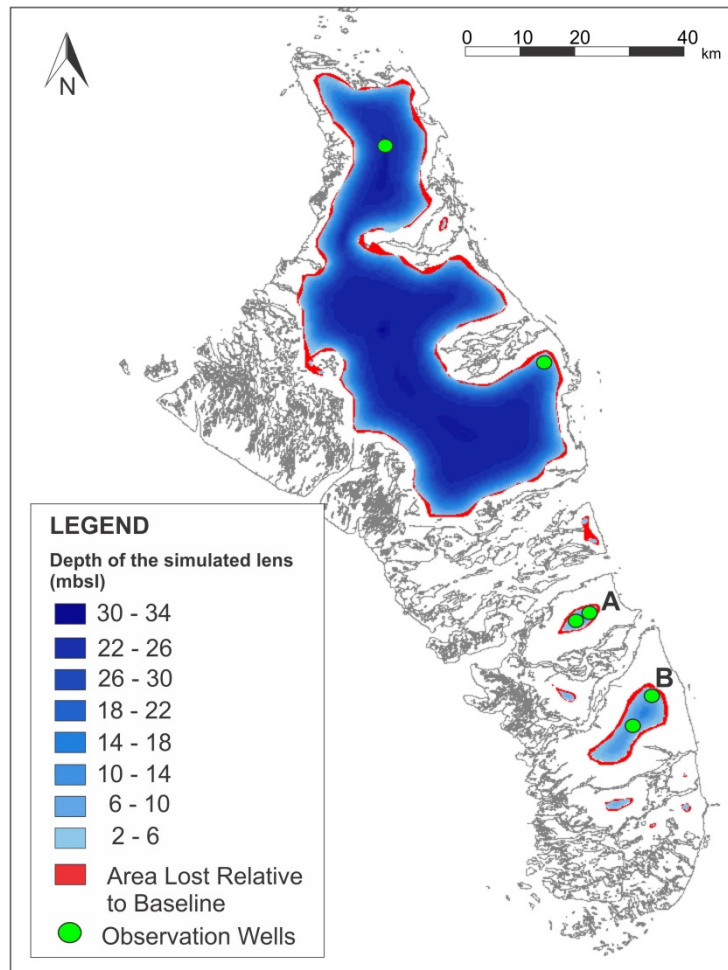 0 10 20 40
km
N
A
B
LEGEND
Depth of the simulated lens
(mbsl)
30 - 34
22 - 26
26 - 30
18 - 22
14 - 18
10 - 14
6 - 10
2 - 6
Area Lost Relative
to Baseline
Observation Wells